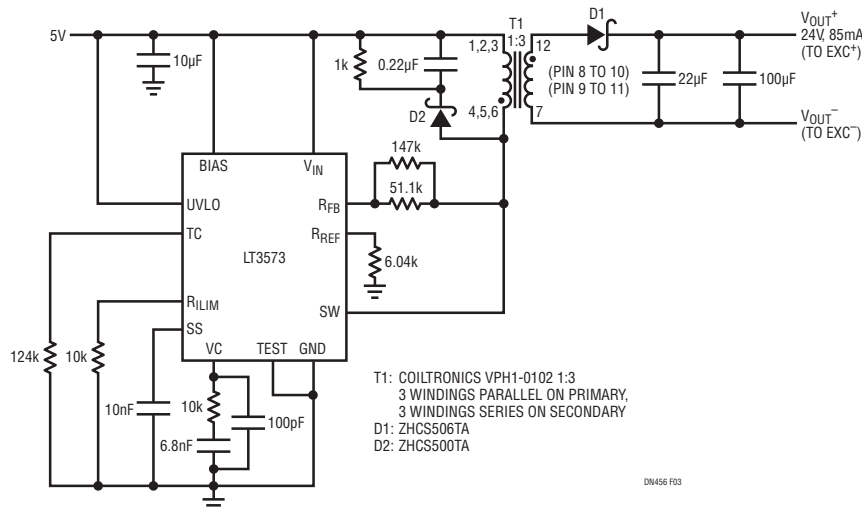 T1
1:3
D1
VOUT+
24V, 85mA
(TO EXC+)
5V
10µF
1k
0.22µF
1,2,3
12
(PIN 8 TO 10)
(PIN 9 TO 11)
22µF
100µF
D2
4,5,6
7
VOUT–
(TO EXC–)
BIAS
VIN
147k
51.1k
UVLO
RFB
TC
RREF
LT3573
6.04k
RILIM
SW
SS
VC
TEST
GND
124k
10k
10nF
10k
100pF
6.8nF
T1: COILTRONICS VPH1-0102 1:3
3 WINDINGS PARALLEL ON PRIMARY,
3 WINDINGS SERIES ON SECONDARY
D1: ZHCS506TA
D2: ZHCS500TA
DN456 F03